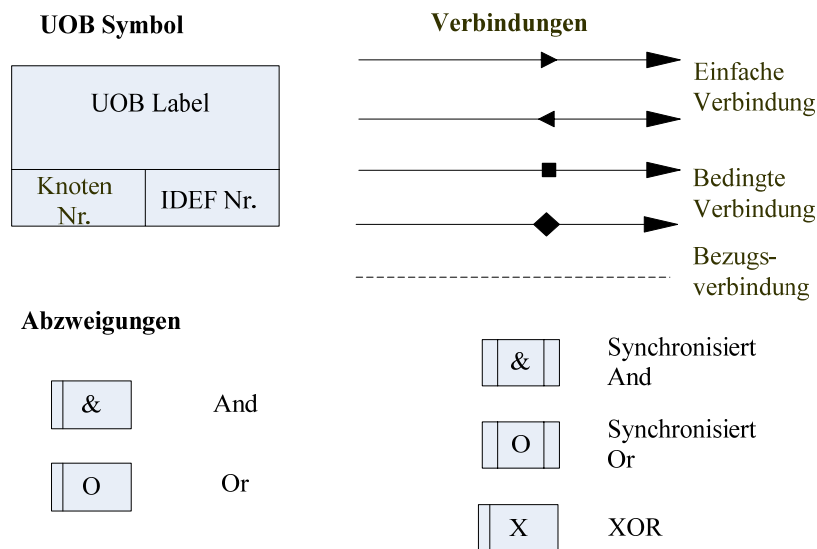 UOB Symbol
UOB Label
Knoten
Nr.
IDEF Nr.
Verbindungen
Einfache
Verbindung
Bedingte
Verbindung
Bezugs-
verbindung
Abzweigungen
& And
O Or
& Synchronisiert
And
O Synchronisiert
Or
X XOR